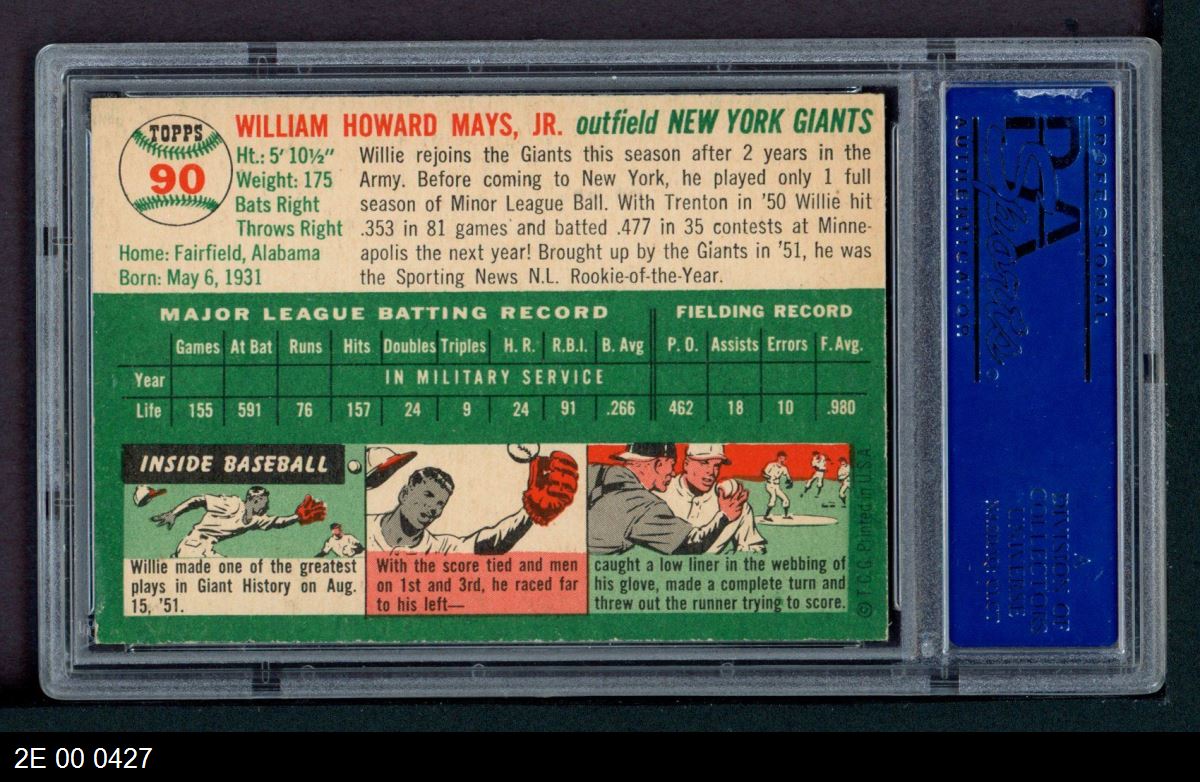 TOPPS
90
WILLIAM HOWARD MAYS, JR. outfield NEW YORK GIANTS
Ht.: 5' 10½"
Weight: 175
Bats Right
Throws Right
Home: Fairfield, Alabama
Born: May 6, 1931
Willie rejoins the Giants this season after 2 years in the
Army. Before coming to New York, he played only 1 full
season of Minor League Ball. With Trenton in '50 Willie hit
.353 in 81 games and batted .477 in 35 contests at Minne-
apolis the next year! Brought up by the Giants in '51, he was
the Sporting News N.L. Rookie-of-the-Year.
MAJOR LEAGUE BATTING RECORD FIELDING RECORD
Games At Bat Runs Hits Doubles Triples H. R. R.B.I. B. Avg P. O. Assists Errors F. Avg.
Year IN MILITARY SERVICE
Life 155 591 76 157 24 9 24 91 .266 462 18 10 .980
INSIDE BASEBALL
Willie made one of the greatest
plays in Giant History on Aug.
15, '51.
With the score tied and men
on 1st and 3rd, he raced far
to his left—
caught a low liner in the webbing of
his glove, made a complete turn and
threw out the runner trying to score.
© T.C.G. Printed in U.S.A.
PROFESSIONAL
PSA
AUTHENTICATOR
DIVISION OF
COLLECTORS
UNIVERSE
2E 00 0427